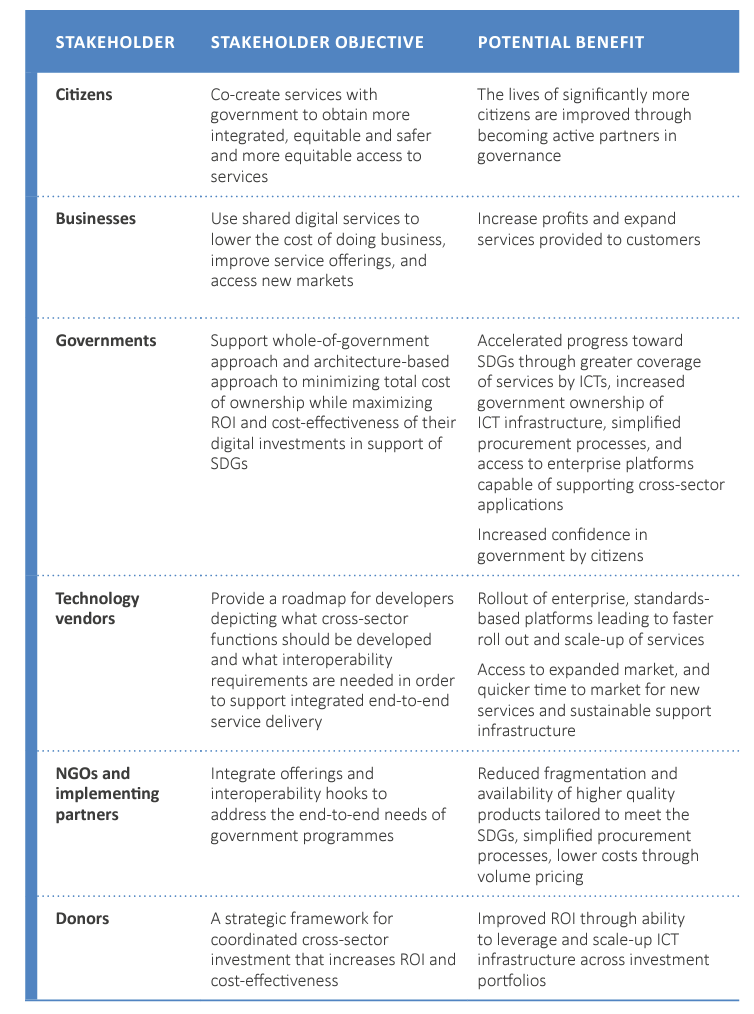 STAKEHOLDER STAKEHOLDER OBJECTIVE POTENTIAL BENEFIT
Citizens
Co-create services with
government to obtain more
integrated, equitable and safer
and more equitable access to
services
The lives of significantly more
citizens are improved through
becoming active partners in
governance
Businesses
Use shared digital services to
lower the cost of doing business,
improve service offerings, and
access new markets
Increase profits and expand
services provided to customers
Governments
Support whole-of-government
approach and architecture-based
approach to minimizing total cost
of ownership while maximizing
ROI and cost-effectiveness of their
digital investments in support of
SDGs
Accelerated progress toward
SDGs through greater coverage
of services by ICTs, increased
government ownership of
ICT infrastructure, simplified
procurement processes, and
access to enterprise platforms
capable of supporting cross-sector
applications
Increased confidence in
government by citizens
Technology
vendors
Provide a roadmap for developers
depicting what cross-sector
functions should be developed
and what interoperability
requirements are needed in order
to support integrated end-to-end
service delivery
Rollout of enterprise, standards-
based platforms leading to faster
roll out and scale-up of services
Access to expanded market, and
quicker time to market for new
services and sustainable support
infrastructure
NGOs and
implementing
partners
Integrate offerings and
interoperability hooks to
address the end-to-end needs of
government programmes
Reduced fragmentation and
availability of higher quality
products tailored to meet the
SDGs, simplified procurement
processes, lower costs through
volume pricing
Donors
A strategic framework for
coordinated cross-sector
investment that increases ROI and
cost-effectiveness
Improved ROI through ability
to leverage and scale-up ICT
infrastructure across investment
portfolios